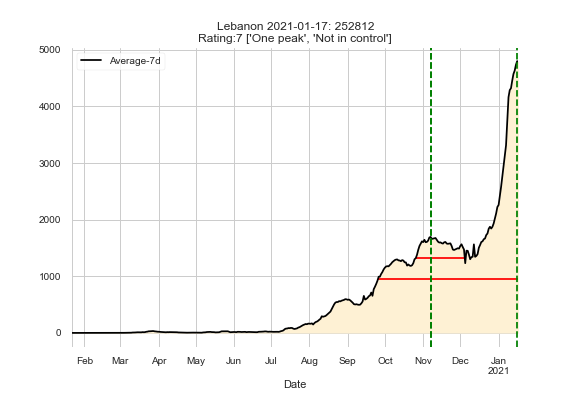 Lebanon 2021-01-17: 252812
Rating:7 ['One peak', 'Not in control']
Average-7d
5000
4000
3000
2000
1000
0
Feb Mar Apr May Jun Jul Aug Sep Oct Nov Dec Jan
2021
Date